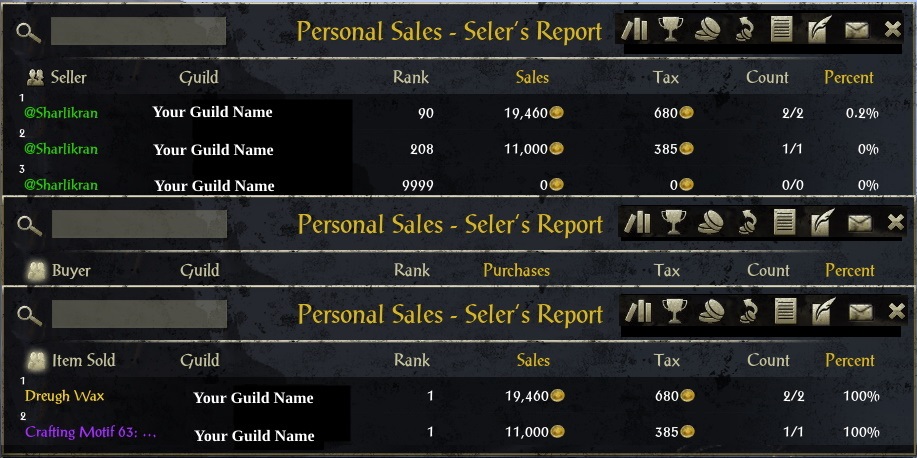 Personal Sales - Seler's Report
Seller Guild Rank Sales Tax Count Percent
1
@Sharlikran Your Guild Name 90 19,460 680 2/2 0.2%
2
@Sharlikran Your Guild Name 208 11,000 385 1/1 0%
3
@Sharlikran Your Guild Name 9999 0 0 0/0 0%
Personal Sales - Seler's Report
Buyer Guild Rank Purchases Tax Count Percent
Personal Sales - Seler's Report
Item Sold Guild Rank Sales Tax Count Percent
1
Dreugh Wax Your Guild Name 1 19,460 680 2/2 100%
2
Crafting Motif 63: ... Your Guild Name 1 11,000 385 1/1 100%